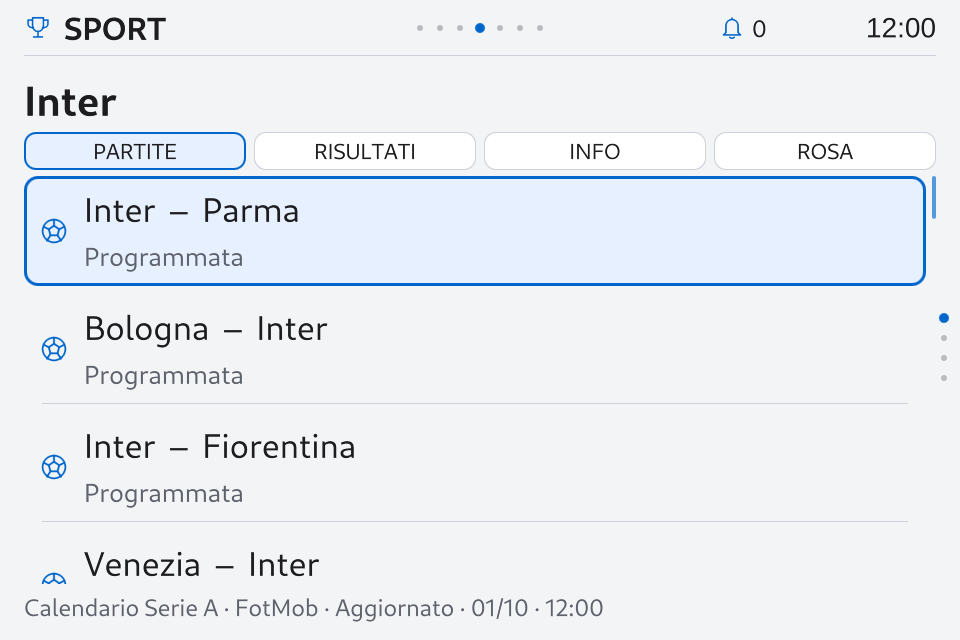 SPORT 0 12:00
Inter
PARTITE RISULTATI INFO ROSA
Inter – Parma
Programmata
Bologna – Inter
Programmata
Inter – Fiorentina
Programmata
Venezia – Inter
Calendario Serie A · FotMob · Aggiornato · 01/10 · 12:00